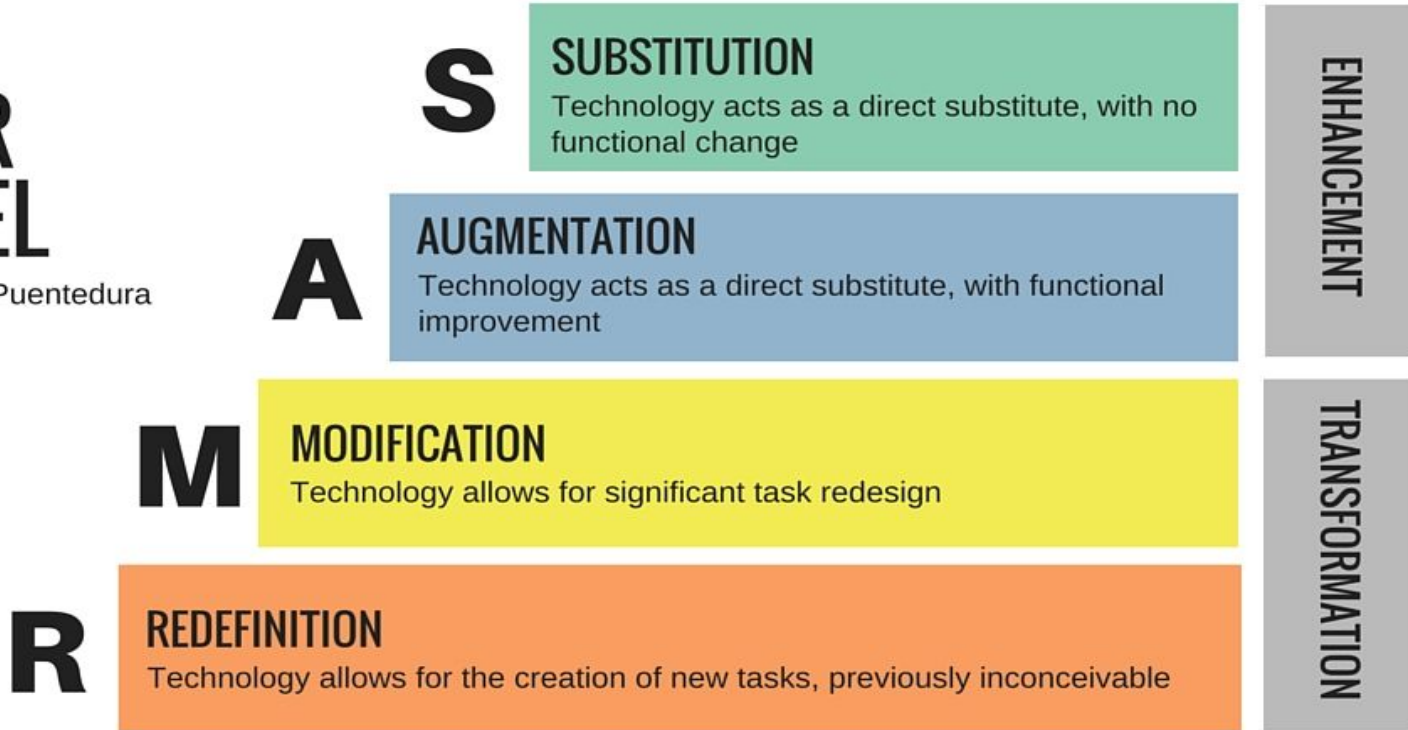 S
SUBSTITUTION
Technology acts as a direct substitute, with no
functional change
ENHANCEMENT
R
EL
Puentedura
A
AUGMENTATION
Technology acts as a direct substitute, with functional
improvement
M
MODIFICATION
Technology allows for significant task redesign
TRANSFORMATION
R
REDEFINITION
Technology allows for the creation of new tasks, previously inconceivable